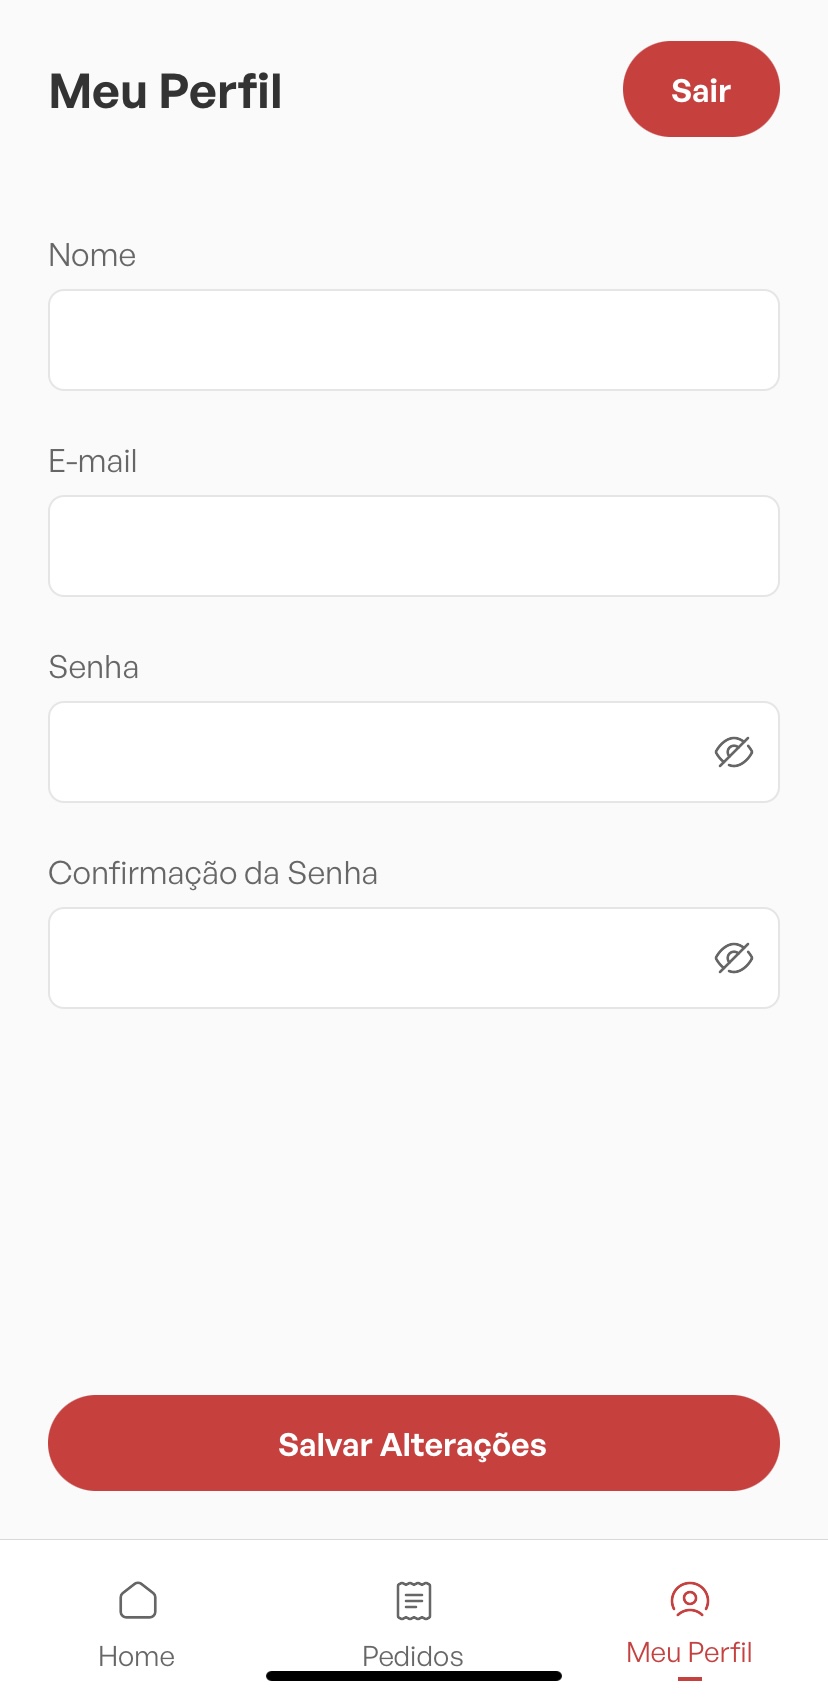 Meu Perfil
Sair
Nome
E-mail
Senha
Confirmação da Senha
Salvar Alterações
Home
Pedidos
Meu Perfil